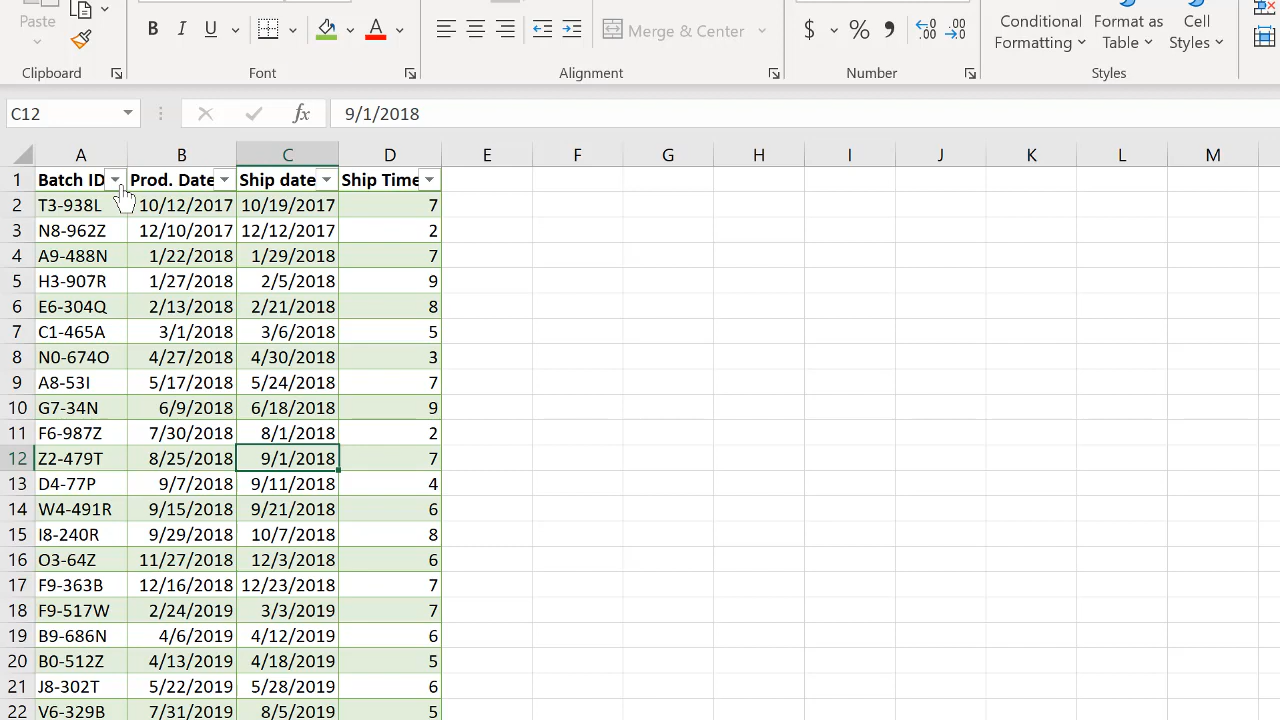 Paste
B I U A
Merge & Center
$ % 9
Conditional Formatting
Format as Table
Cell Styles
Clipboard Font Alignment Number Styles
C12 fx 9/1/2018
A B C D E F G H I J K L M
1 Batch ID Prod. Date Ship date Ship Time
2 T3-938L 10/12/2017 10/19/2017 7
3 N8-962Z 12/10/2017 12/12/2017 2
4 A9-488N 1/22/2018 1/29/2018 7
5 H3-907R 1/27/2018 2/5/2018 9
6 E6-304Q 2/13/2018 2/21/2018 8
7 C1-465A 3/1/2018 3/6/2018 5
8 N0-674O 4/27/2018 4/30/2018 3
9 A8-53I 5/17/2018 5/24/2018 7
10 G7-34N 6/9/2018 6/18/2018 9
11 F6-987Z 7/30/2018 8/1/2018 2
12 Z2-479T 8/25/2018 9/1/2018 7
13 D4-77P 9/7/2018 9/11/2018 4
14 W4-491R 9/15/2018 9/21/2018 6
15 I8-240R 9/29/2018 10/7/2018 8
16 O3-64Z 11/27/2018 12/3/2018 6
17 F9-363B 12/16/2018 12/23/2018 7
18 F9-517W 2/24/2019 3/3/2019 7
19 B9-686N 4/6/2019 4/12/2019 6
20 B0-512Z 4/13/2019 4/18/2019 5
21 J8-302T 5/22/2019 5/28/2019 6
22 V6-329B 7/31/2019 8/5/2019 5